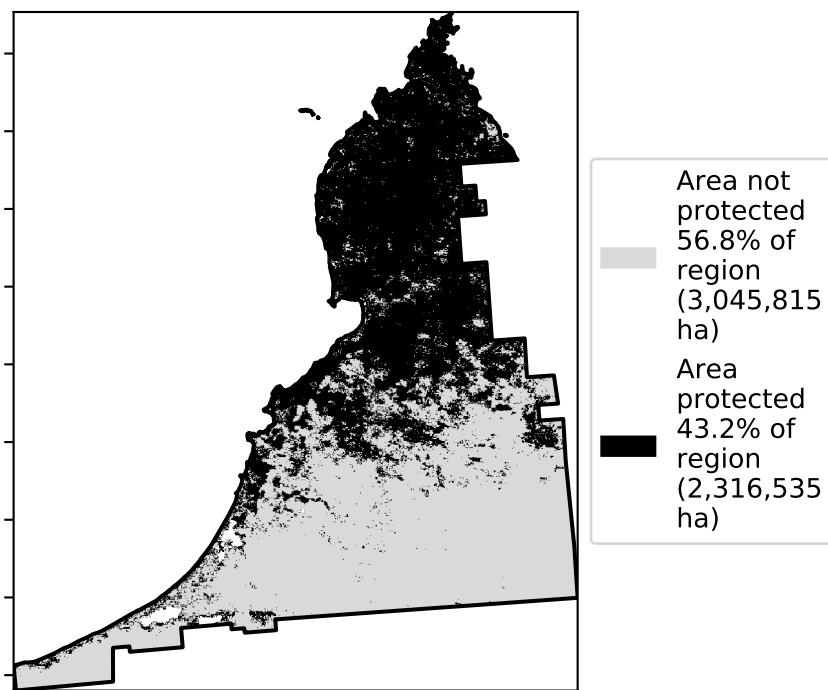 Area not
protected
56.8% of
region
(3,045,815
ha)
Area
protected
43.2% of
region
(2,316,535
ha)